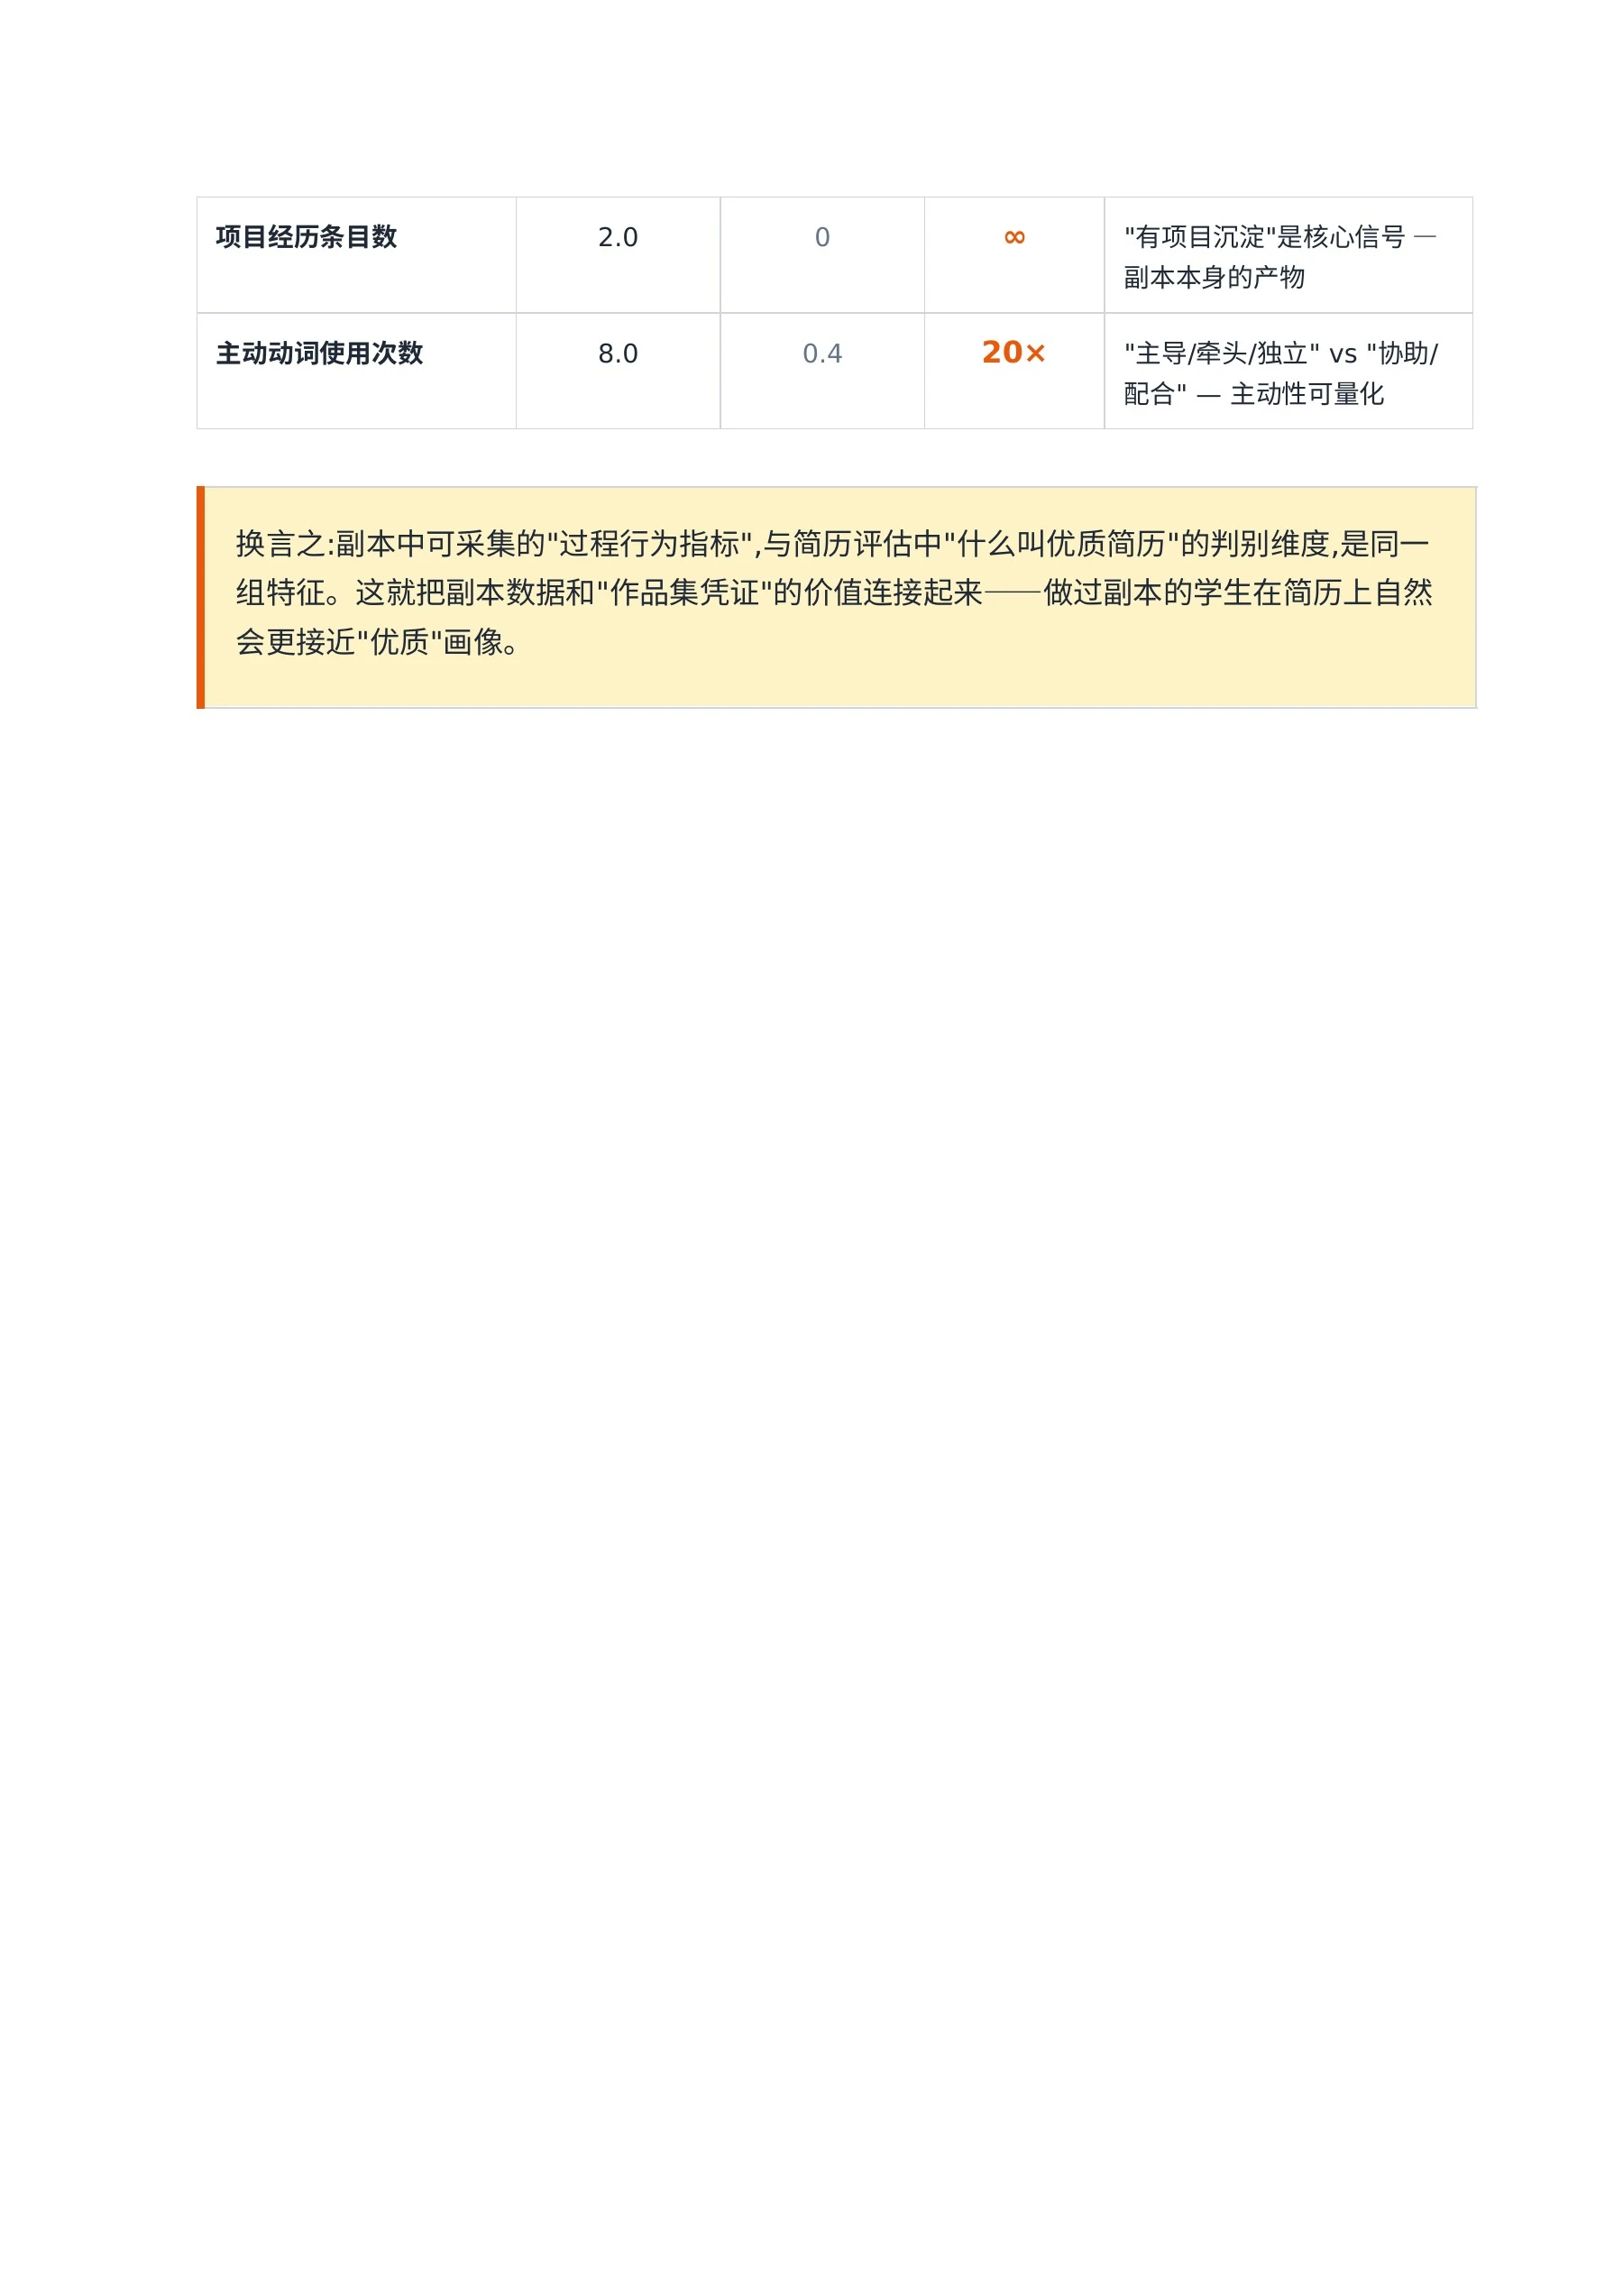 项目经历条目数 2.0 0 ∞ "有项目沉淀"是核心信号 —
副本本身的产物
主动动词使用次数 8.0 0.4 20× "主导/牵头/独立" vs "协助/
配合" — 主动性可量化
换言之:副本中可采集的"过程行为指标",与简历评估中"什么叫优质简历"的判别维度,是同一
组特征。这就把副本数据和"作品集凭证"的价值连接起来——做过副本的学生在简历上自然
会更接近"优质"画像。